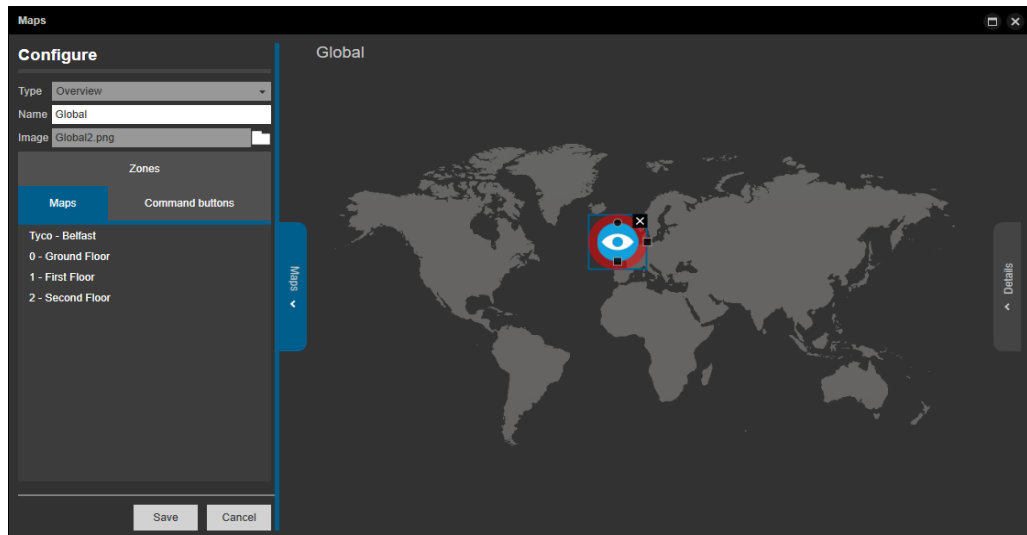 Maps
Configure
Global
Type Overview
Name Global
Image Global2.png
Zones
Maps Command buttons
Tyco - Belfast
0 - Ground Floor
1 - First Floor
2 - Second Floor
Maps
Details
Save Cancel